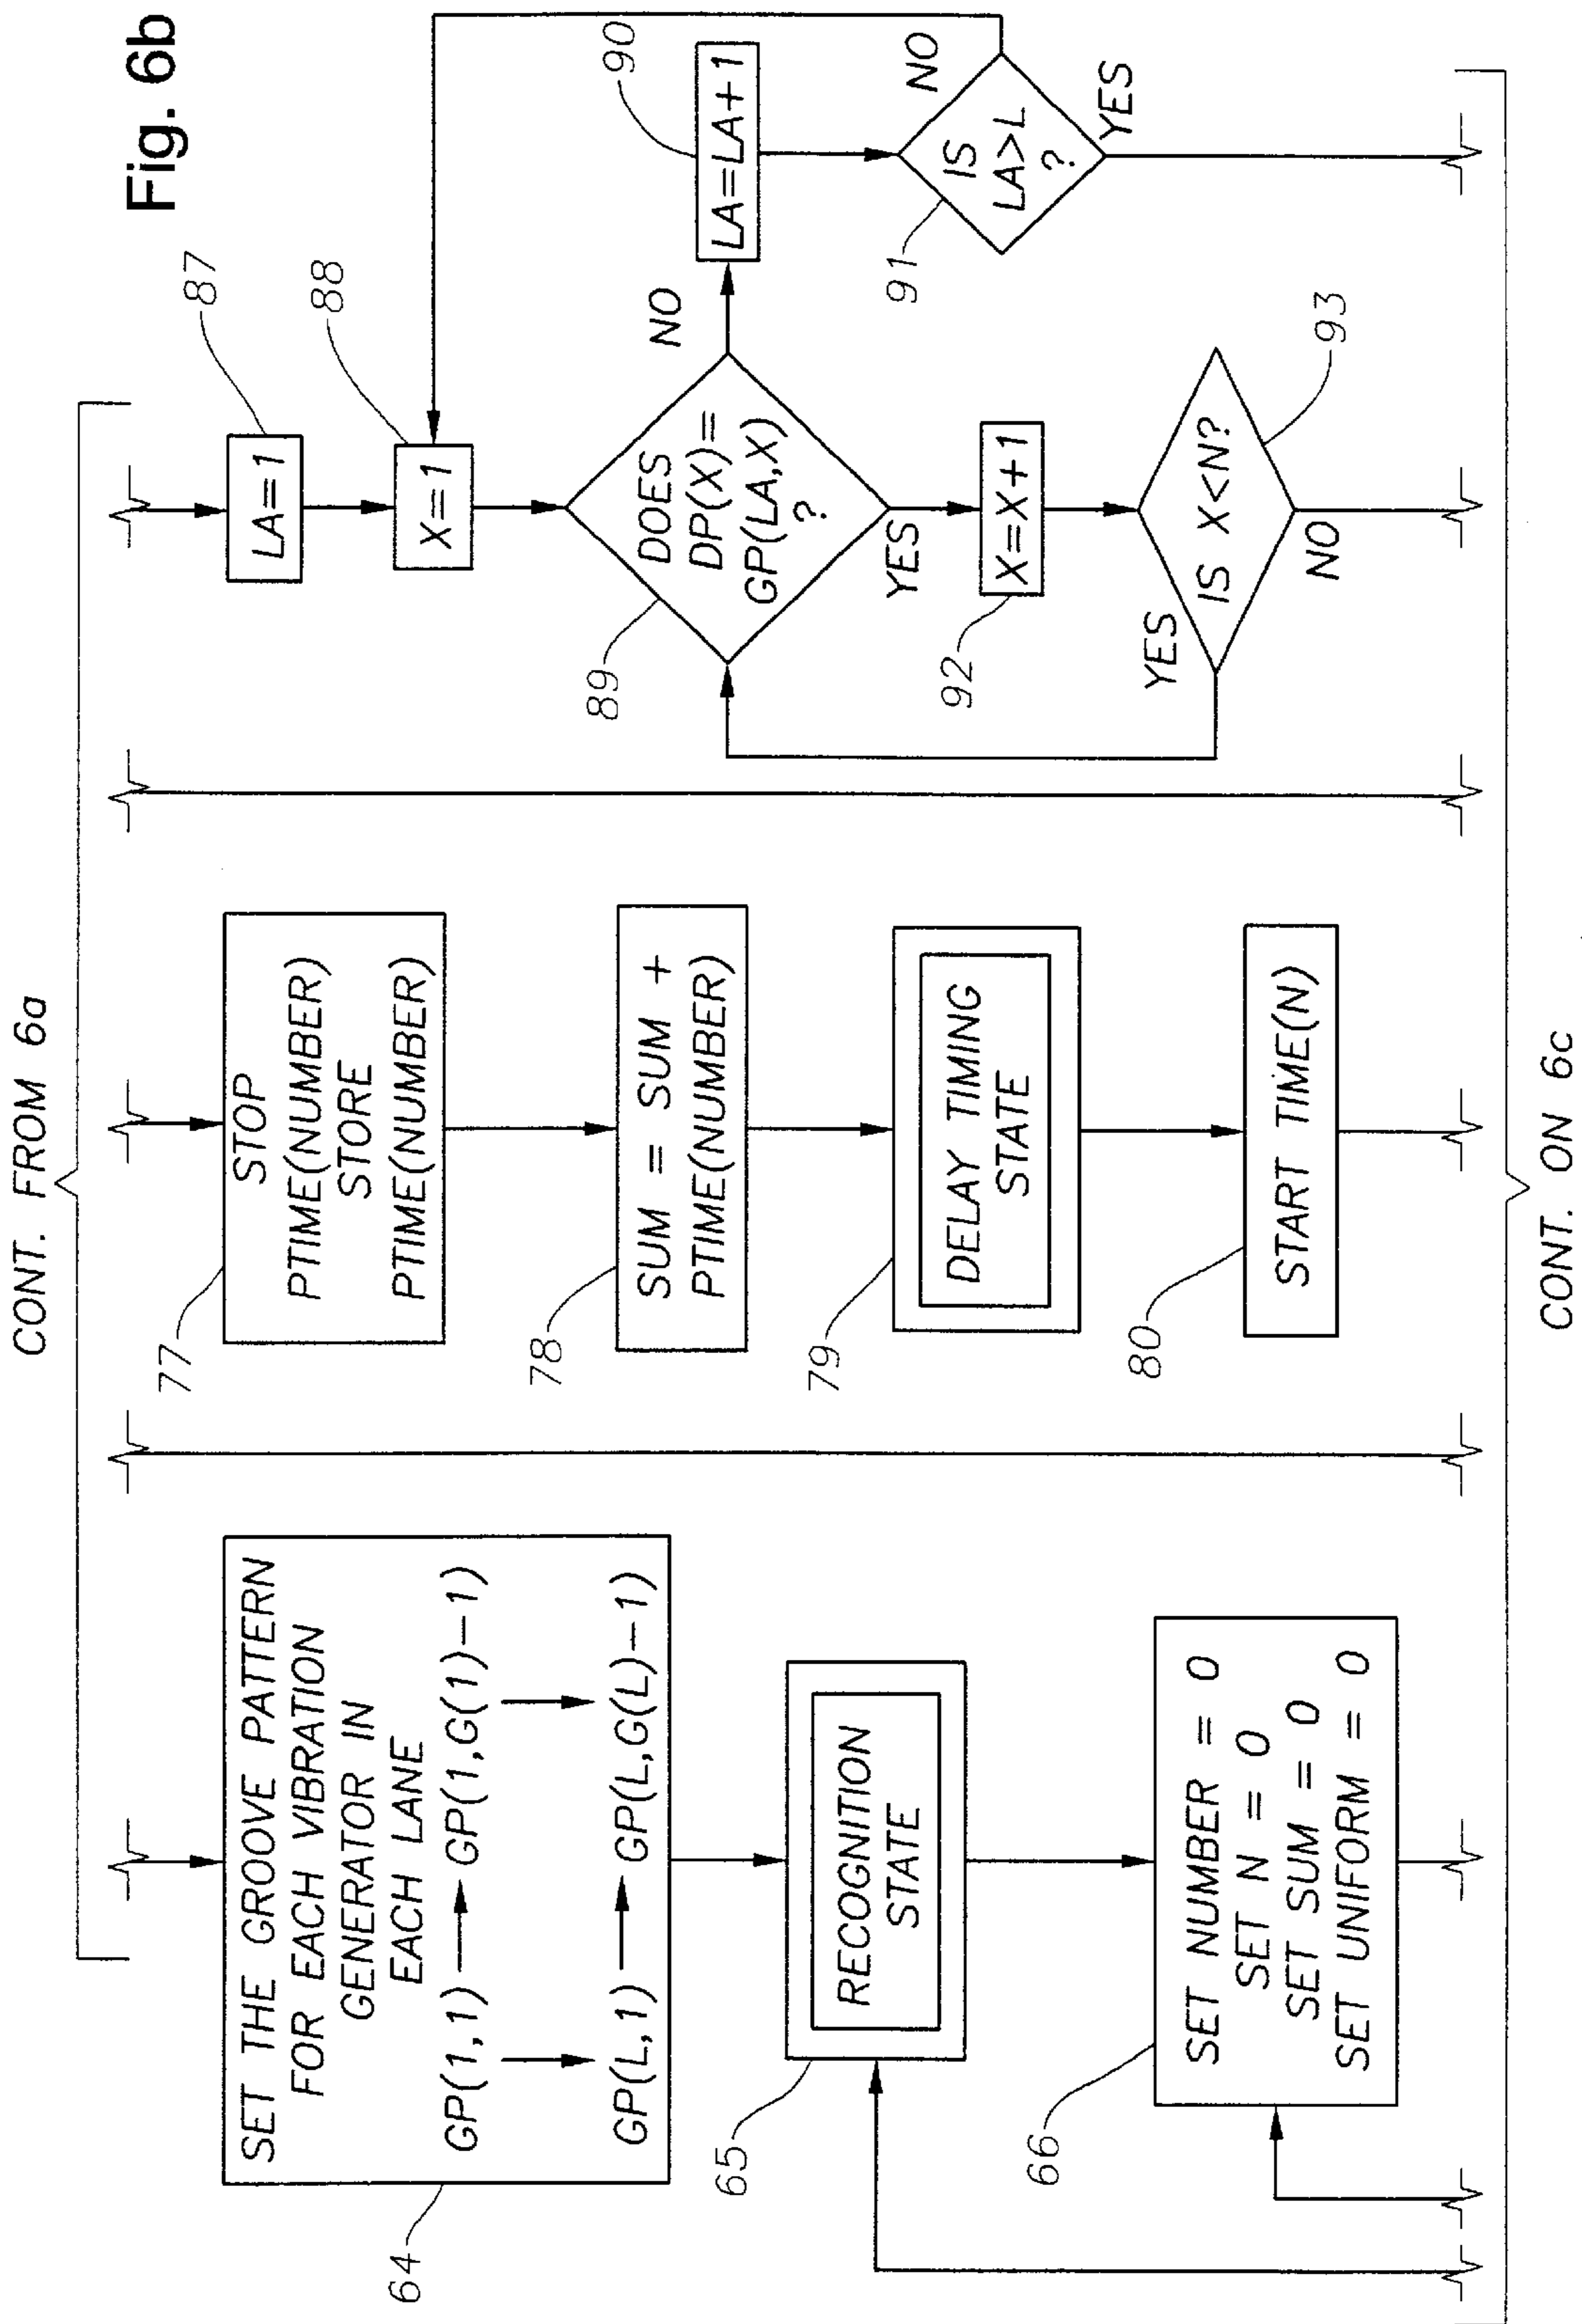 CONT. FROM 6a
Fig. 6b
SET THE GROOVE PATTERN
FOR EACH VIBRATION
GENERATOR IN
EACH LANE
GP(1,1) → GP(1,G(1)-1)
GP(L,1) → GP(L,G(L)-1)
64
RECOGNITION
STATE
65
SET NUMBER = 0
SET N = 0
SET SUM = 0
SET UNIFORM = 0
66
STOP
PTIME(NUMBER)
STORE
PTIME(NUMBER)
77
SUM = SUM +
PTIME(NUMBER)
78
DELAY TIMING
STATE
79
START TIME(N)
80
LA=1
87
X=1
88
DOES
DP(X)=
GP(LA,X)
?
89
NO
YES
LA=LA+1
90
IS
LA>L
?
91
NO
YES
X=X+1
92
IS X<N?
93
YES
NO
CONT. ON 6c